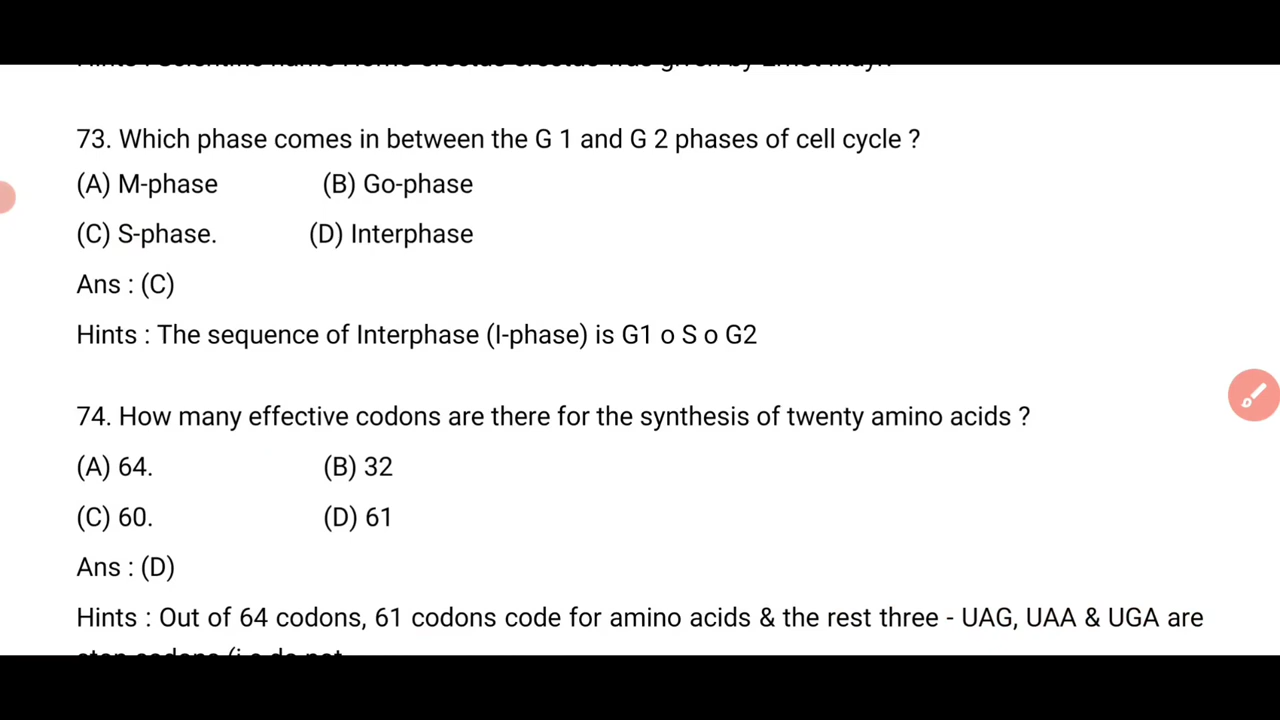 73. Which phase comes in between the G 1 and G 2 phases of cell cycle ?
(A) M-phase (B) Go-phase
(C) S-phase. (D) Interphase
Ans : (C)
Hints : The sequence of Interphase (I-phase) is G1 o S o G2
74. How many effective codons are there for the synthesis of twenty amino acids ?
(A) 64. (B) 32
(C) 60. (D) 61
Ans : (D)
Hints : Out of 64 codons, 61 codons code for amino acids & the rest three - UAG, UAA & UGA are